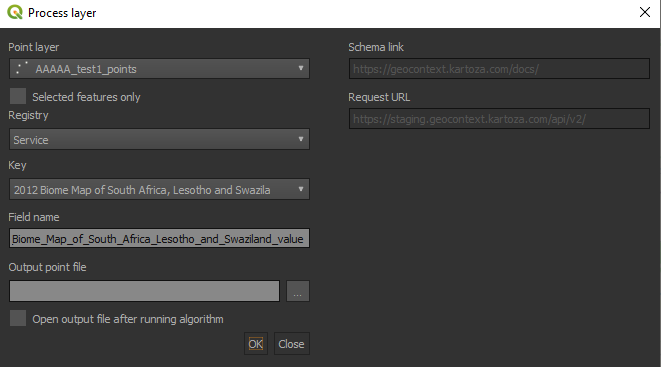 Process layer
Point layer
AAAAA_test1_points
Selected features only
Registry
Service
Key
2012 Biome Map of South Africa, Lesotho and Swazila
Field name
Biome_Map_of_South_Africa_Lesotho_and_Swaziland_value
Output point file
...
Open output file after running algorithm
OK
Close
Schema link
https://geocontext.kartoza.com/docs/
Request URL
https://staging.geocontext.kartoza.com/api/v2/